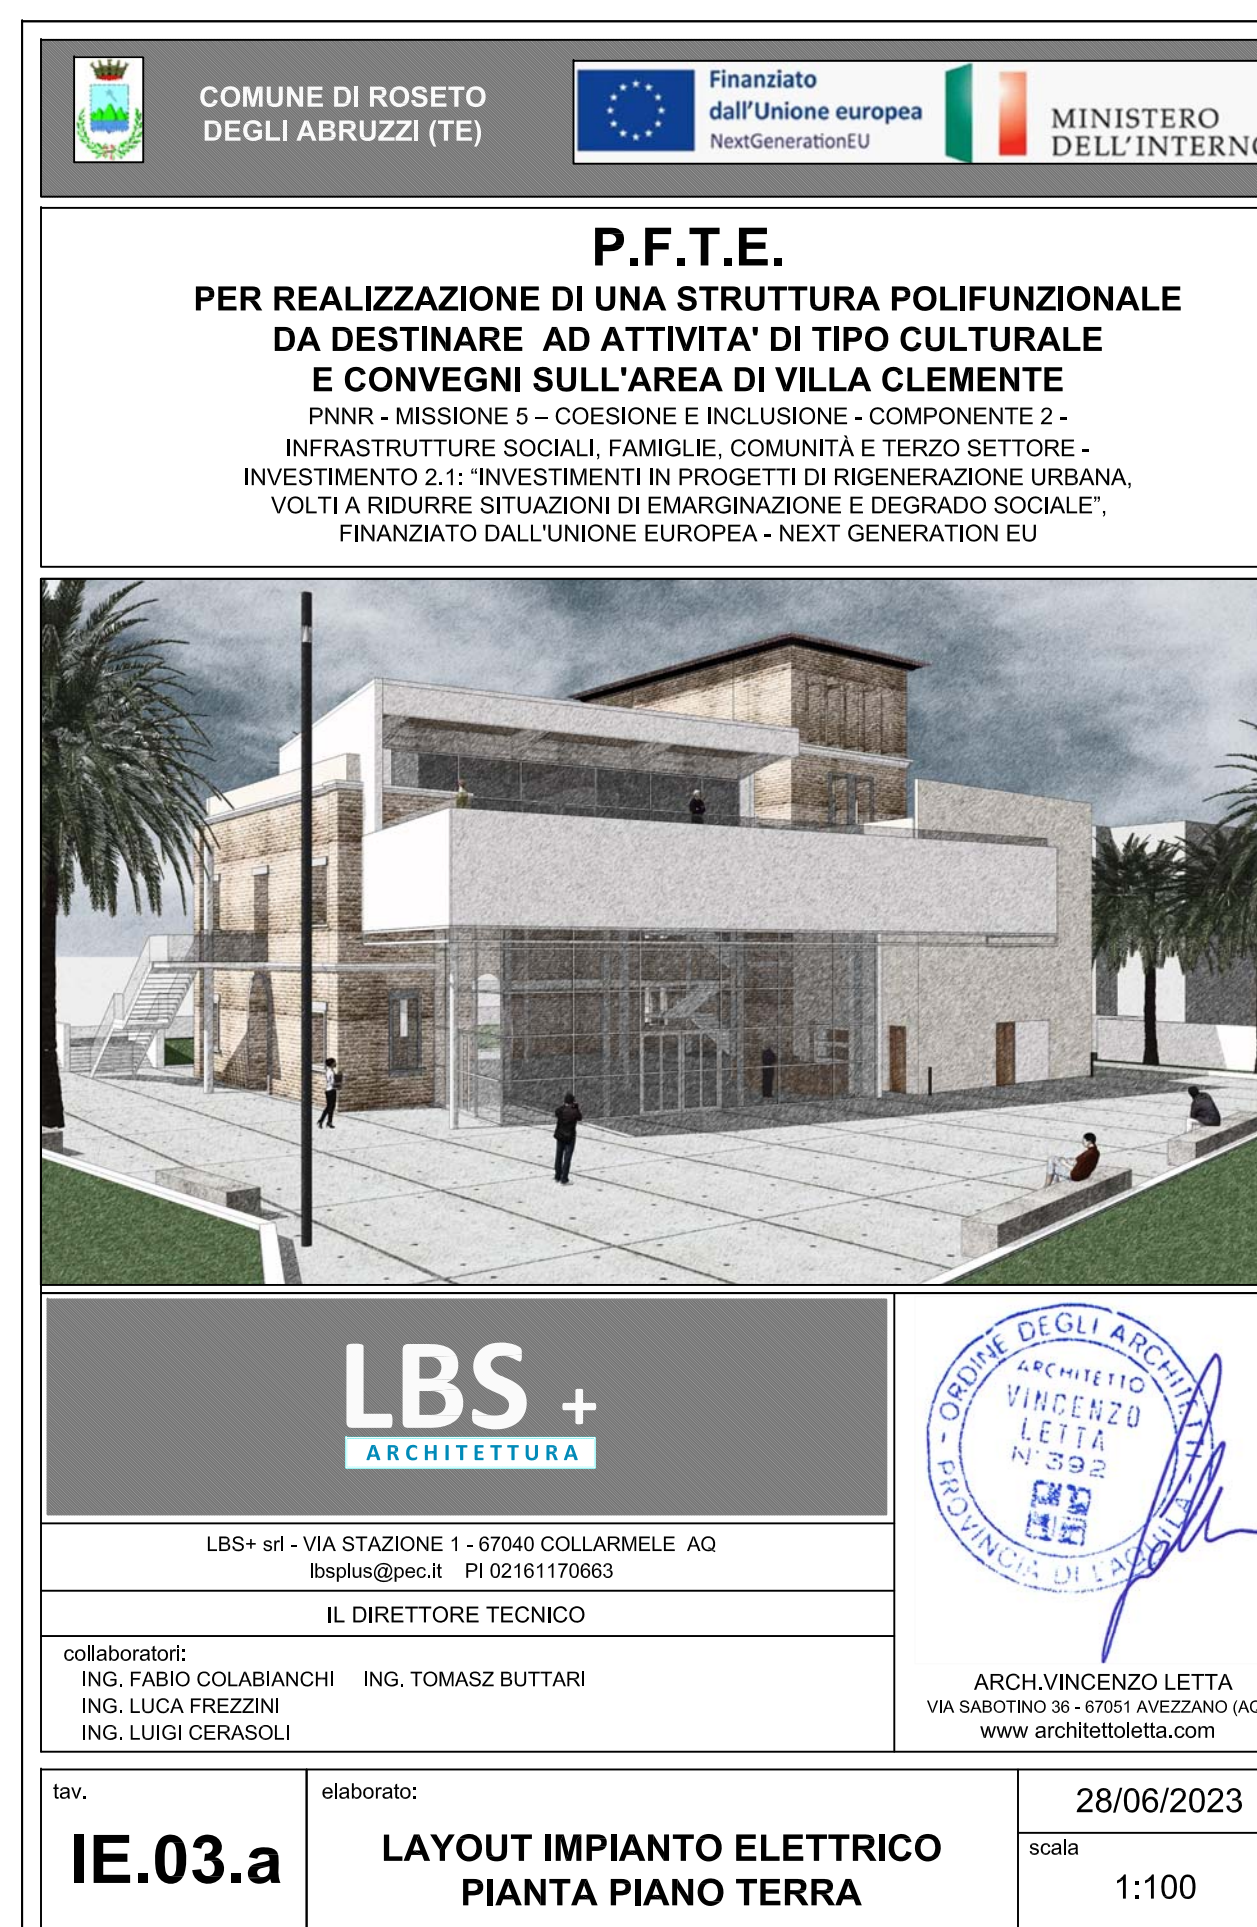 COMUNE DI ROSETO
DEGLI ABRUZZI (TE)
Finanziato
dall'Unione europea
NextGenerationEU
MINISTERO
DELL'INTERNO
P.F.T.E.
PER REALIZZAZIONE DI UNA STRUTTURA POLIFUNZIONALE
DA DESTINARE AD ATTIVITA' DI TIPO CULTURALE
E CONVEGNI SULL'AREA DI VILLA CLEMENTE
PNNR - MISSIONE 5 – COESIONE E INCLUSIONE - COMPONENTE 2 -
INFRASTRUTTURE SOCIALI, FAMIGLIE, COMUNITÀ E TERZO SETTORE -
INVESTIMENTO 2.1: “INVESTIMENTI IN PROGETTI DI RIGENERAZIONE URBANA,
VOLTI A RIDURRE SITUAZIONI DI EMARGINAZIONE E DEGRADO SOCIALE”,
FINANZIATO DALL'UNIONE EUROPEA - NEXT GENERATION EU
LBS +
ARCHITETTURA
LBS+ srl - VIA STAZIONE 1 - 67040 COLLARMELE AQ
lbsplus@pec.it PI 02161170663
IL DIRETTORE TECNICO
collaboratori:
ING. FABIO COLABIANCHI ING. TOMASZ BUTTARI
ING. LUCA FREZZINI
ING. LUIGI CERASOLI
- ORDINE DEGLI ARCHITETTI -
PROVINCIA DI L'AQUILA
ARCHITETTO
VINCENZO
LETTA
N° 392
ARCH.VINCENZO LETTA
VIA SABOTINO 36 - 67051 AVEZZANO (AQ
www architettoletta.com
tav.
IE.03.a
elaborato:
LAYOUT IMPIANTO ELETTRICO
PIANTA PIANO TERRA
28/06/2023
scala
1:100